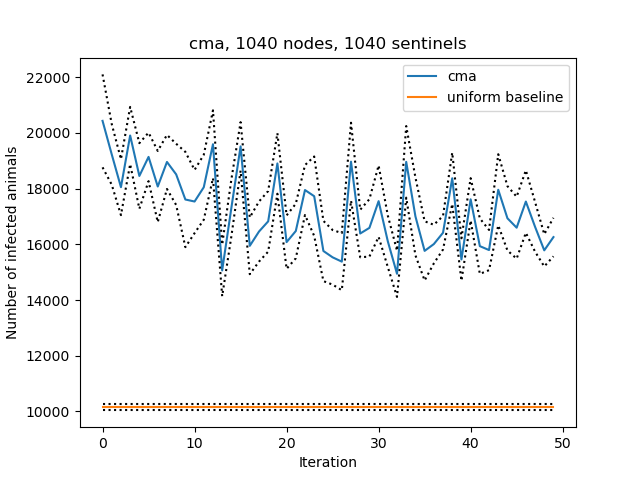 cma, 1040 nodes, 1040 sentinels
cma
uniform baseline
Number of infected animals
22000
20000
18000
16000
14000
12000
10000
0 10 20 30 40 50
Iteration